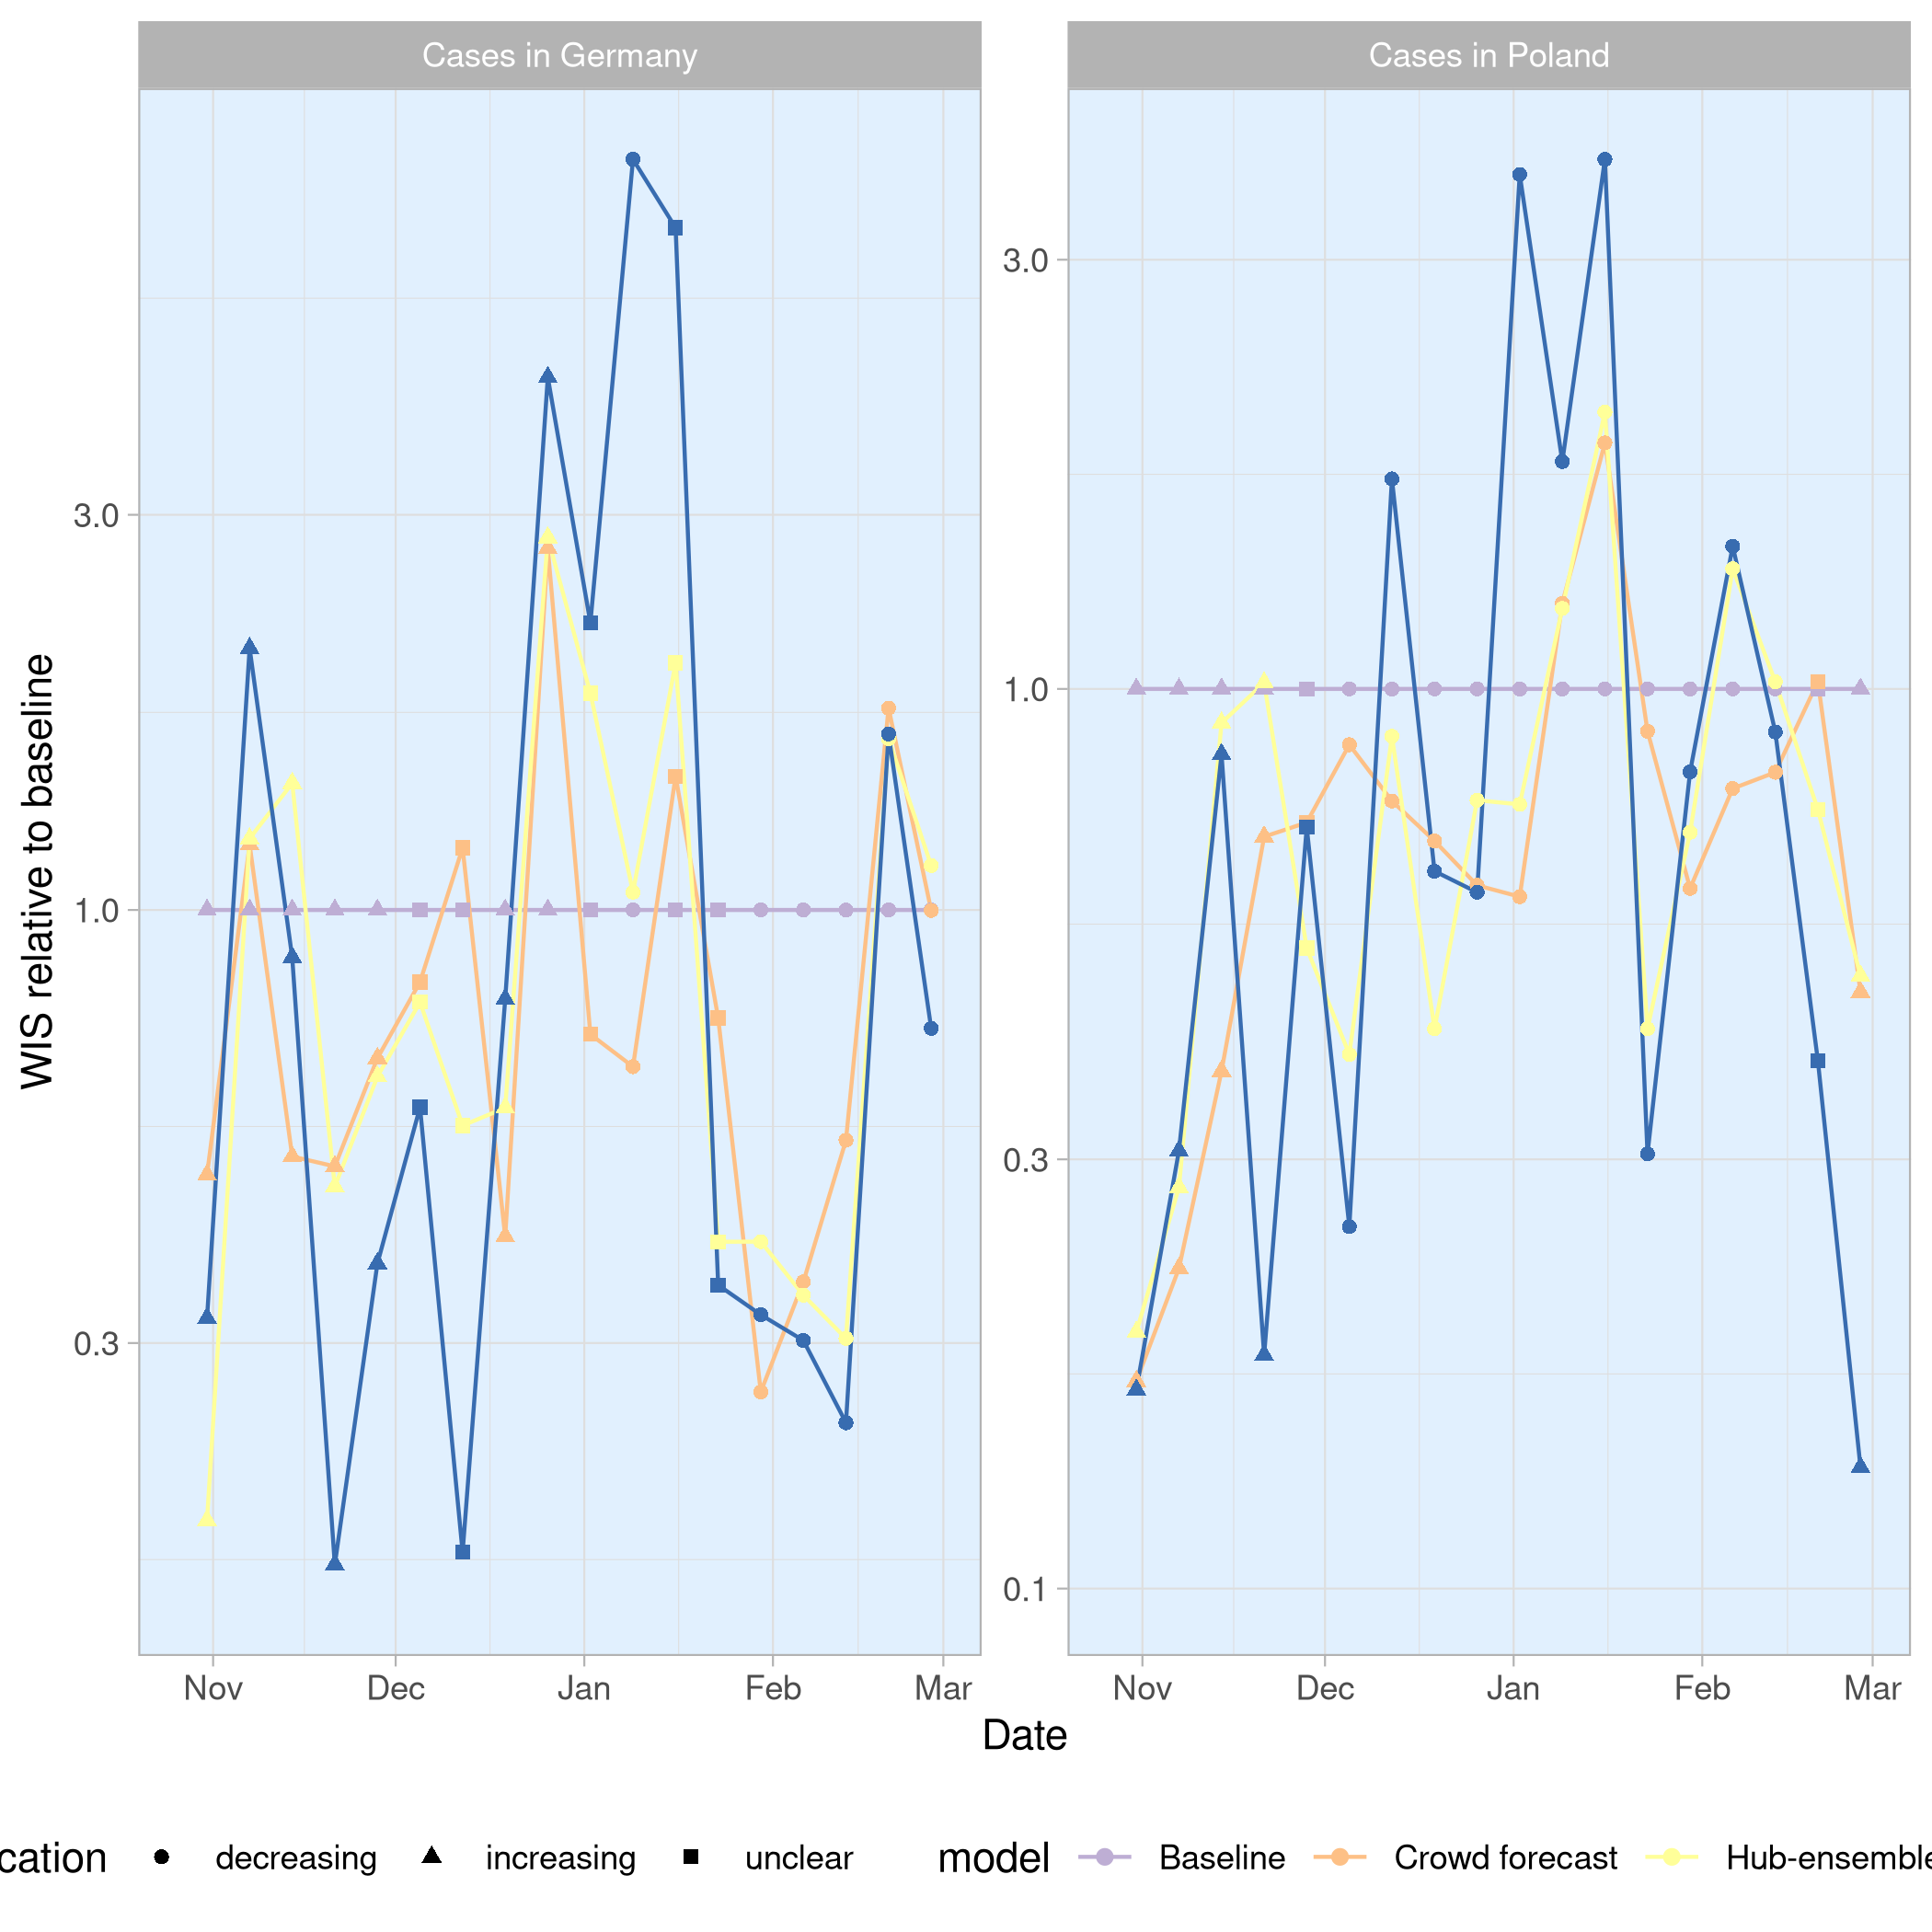 Cases in Germany
Cases in Poland
WIS relative to baseline
3.0
1.0
0.3
3.0
1.0
0.3
0.1
Nov Dec Jan Feb Mar
Nov Dec Jan Feb Mar
Date
cation decreasing increasing unclear model Baseline Crowd forecast Hub-ensemble